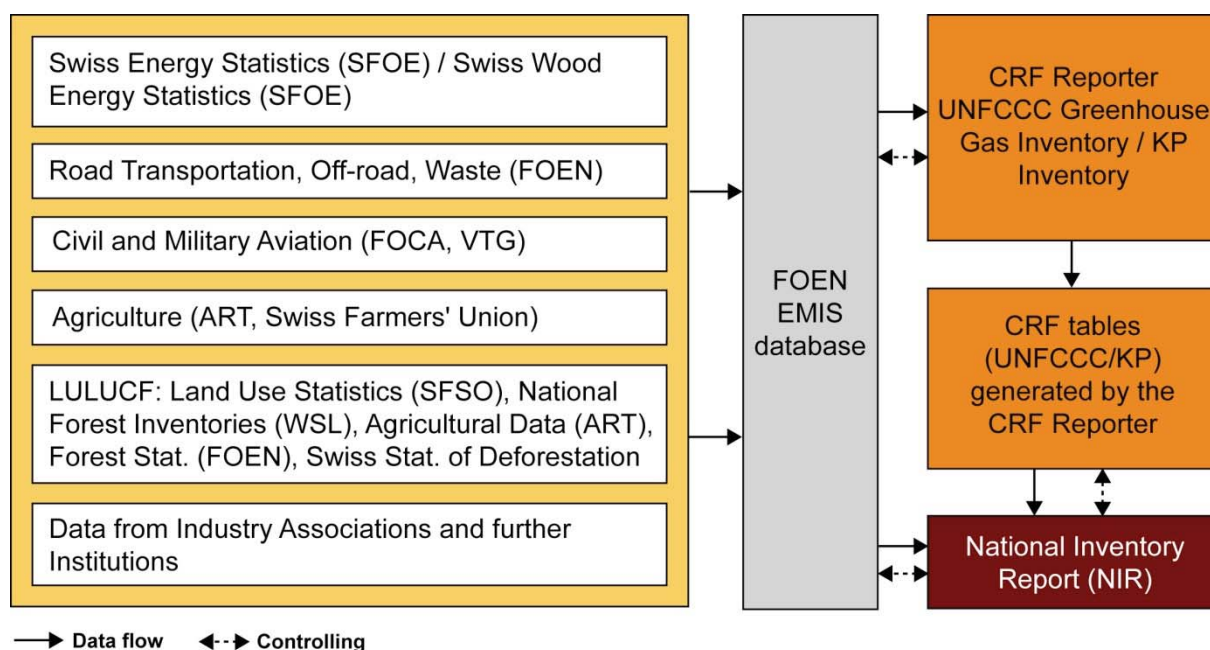 Swiss Energy Statistics (SFOE) / Swiss Wood
Energy Statistics (SFOE)
Road Transportation, Off-road, Waste (FOEN)
Civil and Military Aviation (FOCA, VTG)
Agriculture (ART, Swiss Farmers' Union)
LULUCF: Land Use Statistics (SFSO), National
Forest Inventories (WSL), Agricultural Data (ART),
Forest Stat. (FOEN), Swiss Stat. of Deforestation
Data from Industry Associations and further
Institutions
FOEN
EMIS
database
CRF Reporter
UNFCCC Greenhouse
Gas Inventory / KP
Inventory
CRF tables
(UNFCCC/KP)
generated by the
CRF Reporter
National Inventory
Report (NIR)
Data flow
Controlling